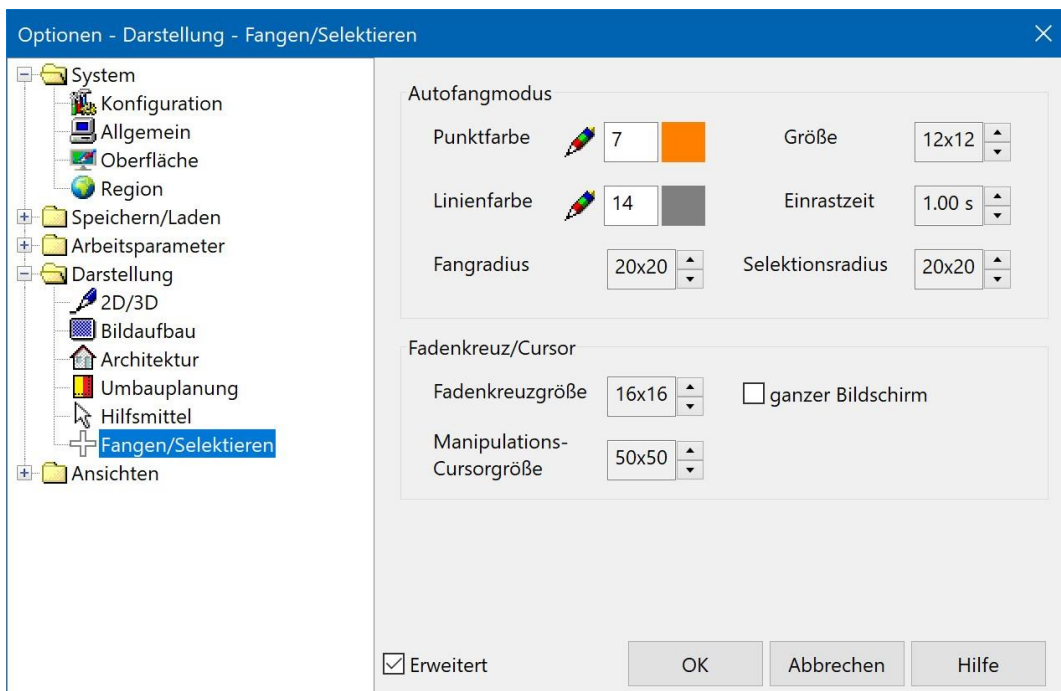 Optionen - Darstellung - Fangen/Selektieren
System
Konfiguration
Allgemein
Oberfläche
Region
Speichern/Laden
Arbeitsparameter
Darstellung
2D/3D
Bildaufbau
Architektur
Umbauplanung
Hilfsmittel
Fangen/Selektieren
Ansichten
Autofangmodus
Punktfarbe 7 Größe 12x12
Linienfarbe 14 Einrastzeit 1.00 s
Fangradius 20x20 Selektionsradius 20x20
Fadenkreuz/Cursor
Fadenkreuzgröße 16x16 ganzer Bildschirm
Manipulations-
Cursorgröße 50x50
Erweitert OK Abbrechen Hilfe